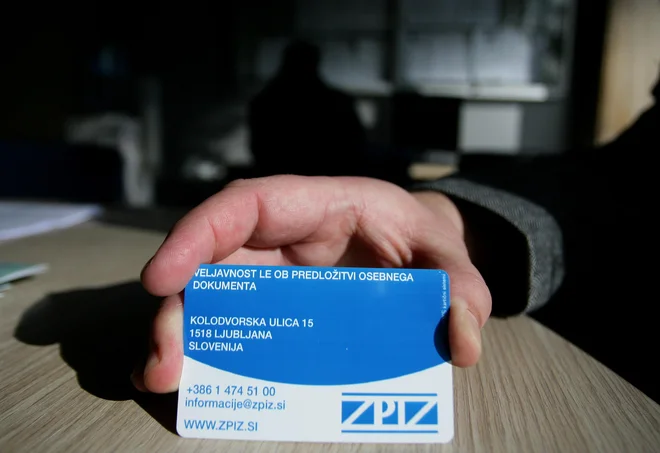 VELJAVNOST LE OB PREDLOŽITVI OSEBNEGA
DOKUMENTA
KOLODVORSKA ULICA 15
1518 LJUBLJANA
SLOVENIJA
+386 1 474 51 00
informacije@zpiz.si
WWW.ZPIZ.SI
ZPIZ